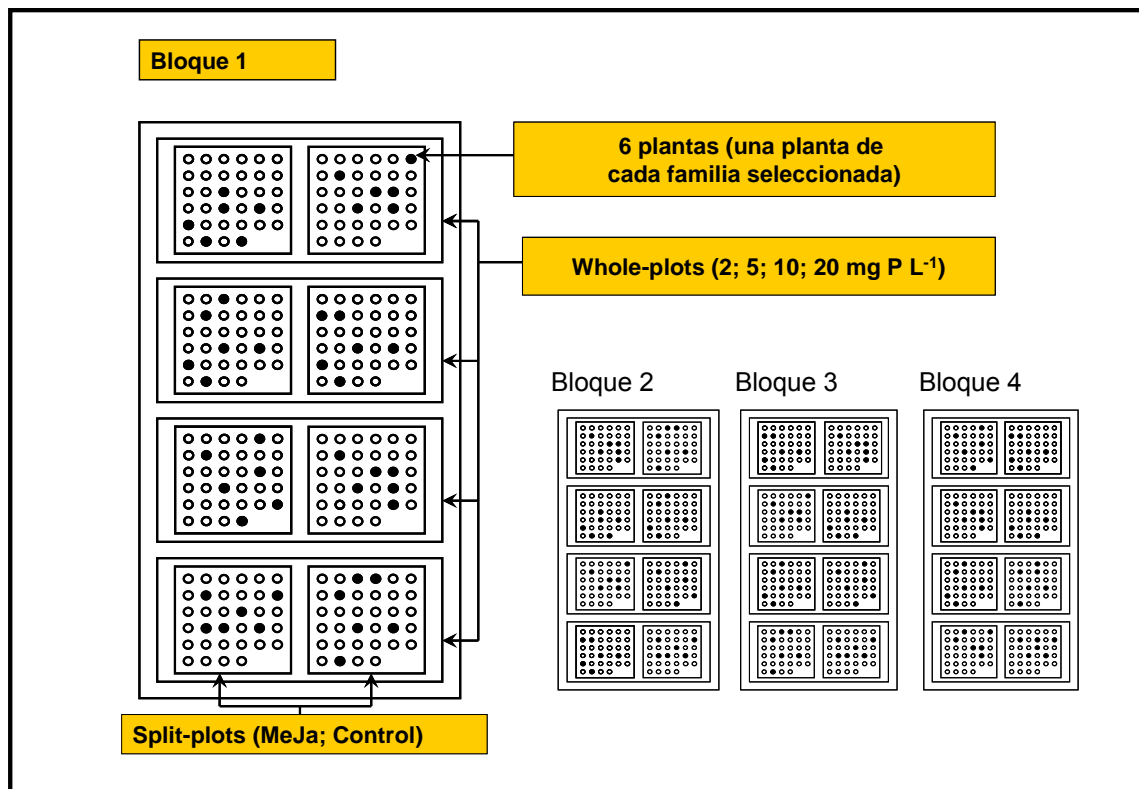 Bloque 1
6 plantas (una planta de
cada familia seleccionada)
Whole-plots (2; 5; 10; 20 mg P L-1)
Bloque 2
Bloque 3
Bloque 4
Split-plots (MeJa; Control)